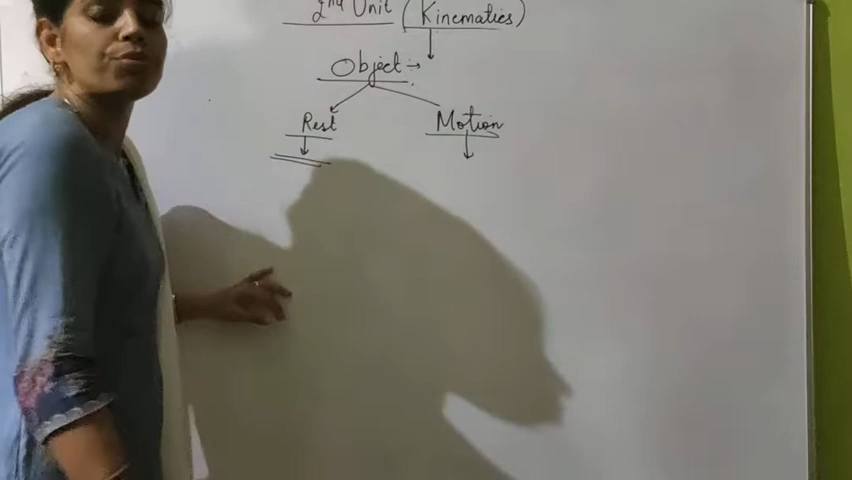 2nd Unit (Kinematics)
Object :→
Rest Motion